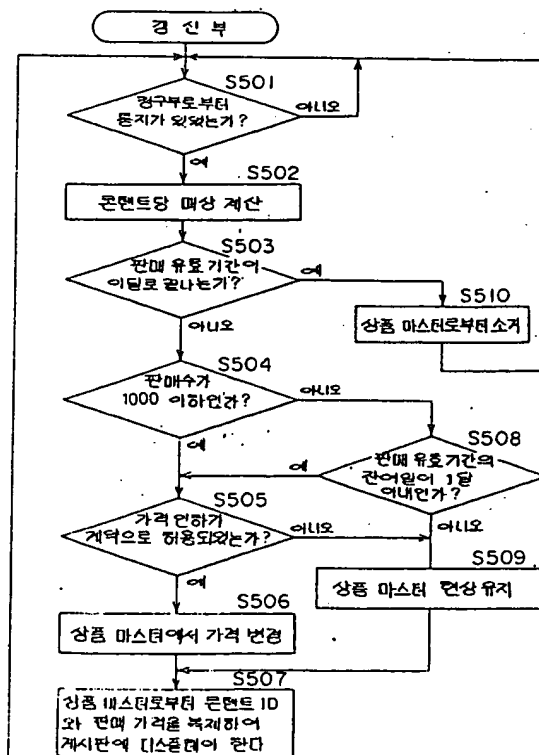 갱 신 부
S501
청구부로부터
통지가 있었는가?
아니오
예
S502
콘텐트당 매상 계산
S503
판매 유효 기간이
이달로 끝나는가?
예
아니오
S510
상품 마스터로부터 소거
S504
판매수가
1000 이하인가?
아니오
예
S508
판매 유효기간의
잔여일이 1달
이내인가?
예
아니오
S505
가격 인하가
계약으로 허용되었는가?
아니오
예
S509
상품 마스터 현상 유지
S506
상품 마스터에서 가격 변경
S507
상품 마스터로부터 콘텐트 ID
와 판매 가격을 복제하여
게시판에 디스플레이 한다